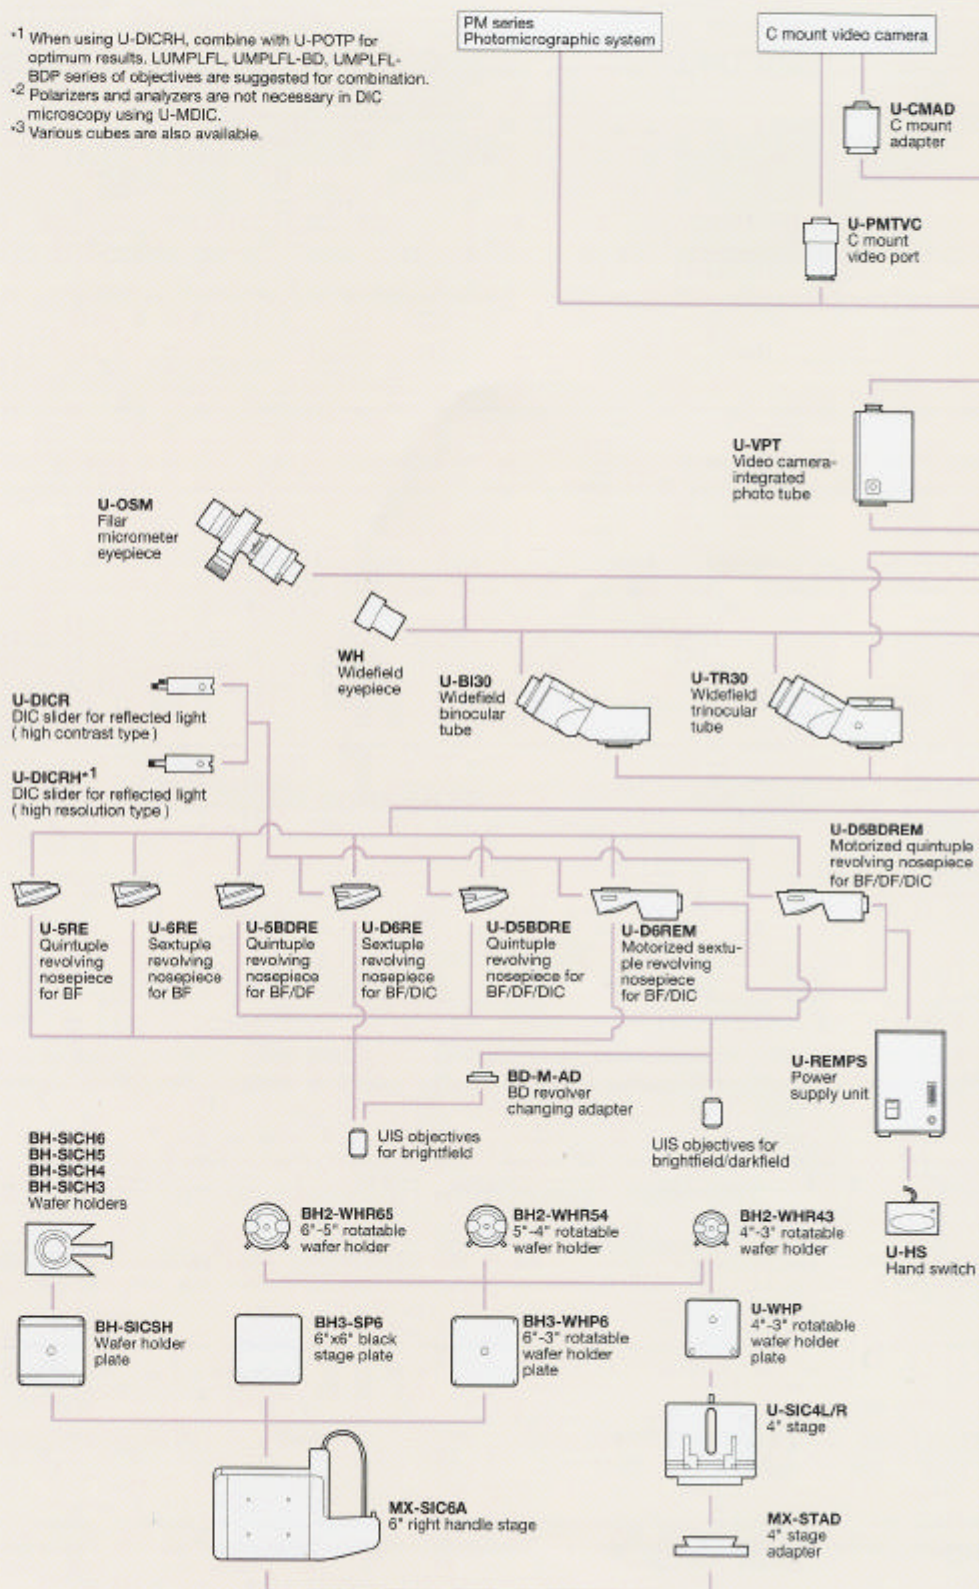 *1 When using U-DICRH, combine with U-POTP for
optimum results. LUMPLFL, UMPLFL-BD, UMPLFL-
BDP series of objectives are suggested for combination.
*2 Polarizers and analyzers are not necessary in DIC
microscopy using U-MDIC.
*3 Various cubes are also available.
PM series
Photomicrographic system
C mount video camera
U-CMAD
C mount
adapter
U-PMTVC
C mount
video port
U-VPT
Video camera-
integrated
photo tube
U-OSM
Filar
micrometer
eyepiece
WH
Widefield
eyepiece
U-BI30
Widefield
binocular
tube
U-TR30
Widefield
trinocular
tube
U-DICR
DIC slider for reflected light
( high contrast type )
U-DICRH*1
DIC slider for reflected light
( high resolution type )
U-D5BDREM
Motorized quintuple
revolving nosepiece
for BF/DF/DIC
U-5RE
Quintuple
revolving
nosepiece
for BF
U-6RE
Sextuple
revolving
nosepiece
for BF
U-5BDRE
Quintuple
revolving
nosepiece
for BF/DF
U-D6RE
Sextuple
revolving
nosepiece
for BF/DIC
U-D5BDRE
Quintuple
revolving
nosepiece for
BF/DF/DIC
U-D6REM
Motorized sextu-
ple revolving
nosepiece
for BF/DIC
U-REMPS
Power
supply unit
BD-M-AD
BD revolver
changing adapter
UIS objectives
for brightfield
UIS objectives for
brightfield/darkfield
BH-SICH6
BH-SICH5
BH-SICH4
BH-SICH3
Wafer holders
BH2-WHR65
6"-5" rotatable
wafer holder
BH2-WHR54
5"-4" rotatable
wafer holder
BH2-WHR43
4"-3" rotatable
wafer holder
U-HS
Hand switch
BH-SICSH
Wafer holder
plate
BH3-SP6
6"x6" black
stage plate
BH3-WHP6
6"-3" rotatable
wafer holder
plate
U-WHP
4"-3" rotatable
wafer holder
plate
U-SIC4L/R
4" stage
MX-SIC6A
6" right handle stage
MX-STAD
4" stage
adapter